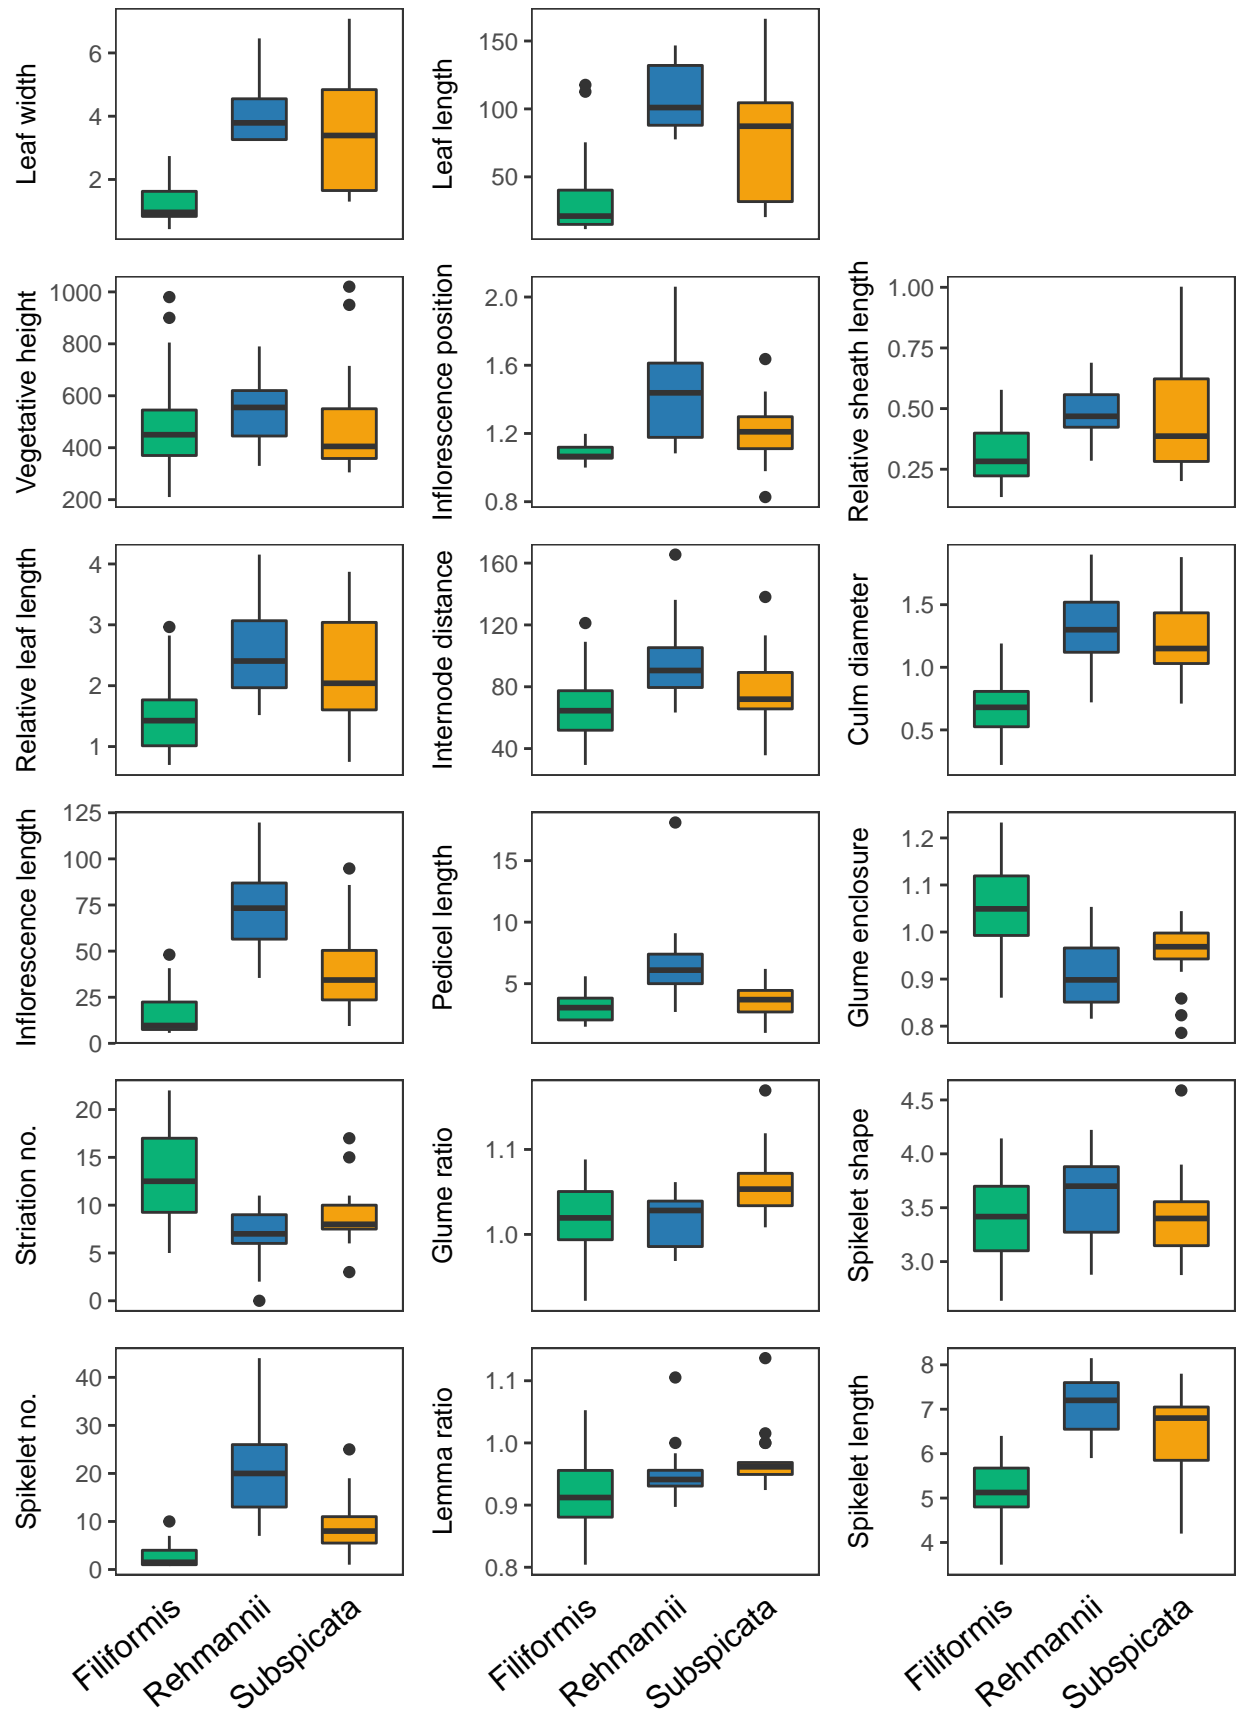 Leaf width
6
4
2
Leaf length
150
100
50
Vegetative height
1000
800
600
400
200
Inflorescence position
2.0
1.6
1.2
0.8
Relative sheath length
1.00
0.75
0.50
0.25
Relative leaf length
4
3
2
1
Internode distance
160
120
80
40
Culm diameter
1.5
1.0
0.5
Inflorescence length
125
100
75
50
25
0
Pedicel length
15
10
5
Glume enclosure
1.2
1.1
1.0
0.9
0.8
Striation no.
20
15
10
5
0
Glume ratio
1.1
1.0
Spikelet shape
4.5
4.0
3.5
3.0
Spikelet no.
40
30
20
10
0
Lemma ratio
1.1
1.0
0.9
0.8
Spikelet length
8
7
6
5
4
Filiformis
Rehmannii
Subspicata
Filiformis
Rehmannii
Subspicata
Filiformis
Rehmannii
Subspicata